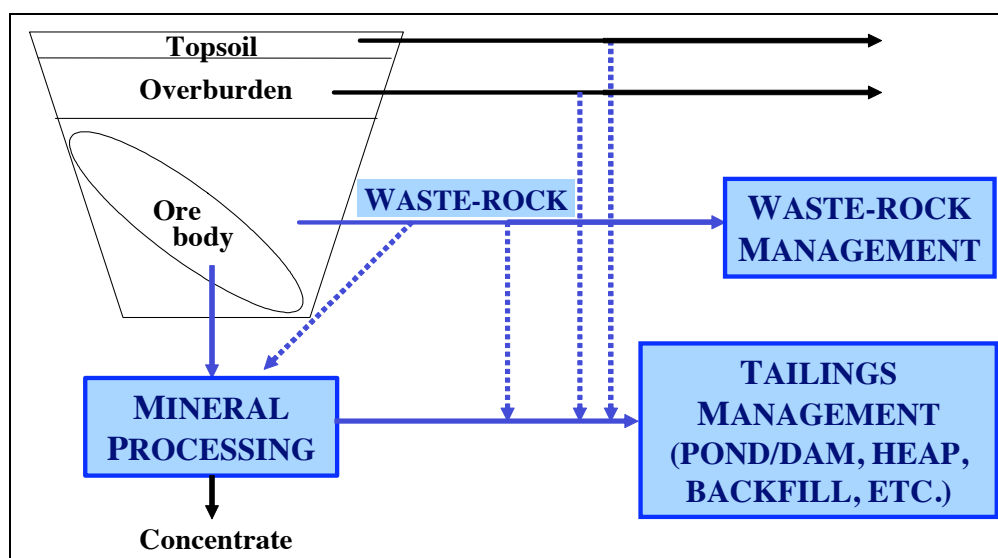 Topsoil
Overburden
Ore
body
WASTE-ROCK
WASTE-ROCK
MANAGEMENT
MINERAL
PROCESSING
TAILINGS
MANAGEMENT
(POND/DAM, HEAP,
BACKFILL, ETC.)
Concentrate